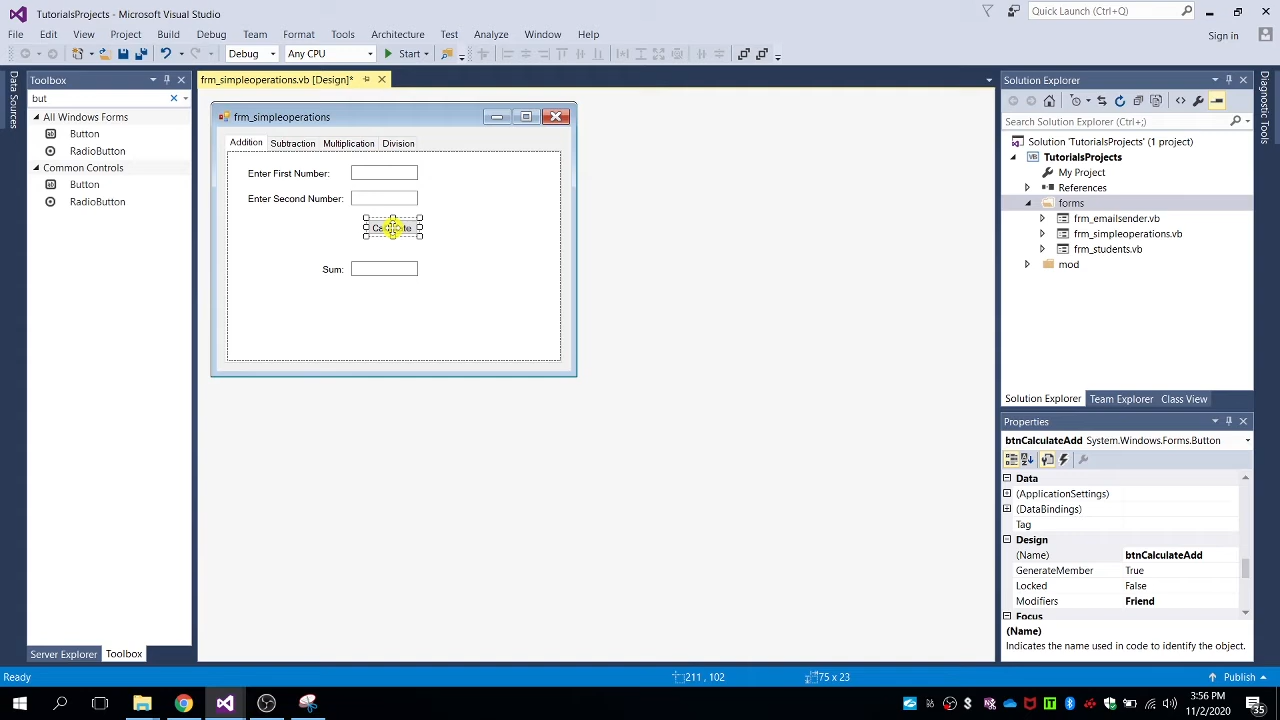 TutorialsProjects - Microsoft Visual Studio
Quick Launch (Ctrl+Q)
File Edit View Project Build Debug Team Format Tools Architecture Test Analyze Window Help
Sign in
Debug Any CPU Start
Data Sources
Toolbox
but
All Windows Forms
Button
RadioButton
Common Controls
Button
RadioButton
Server Explorer Toolbox
frm_simpleoperations.vb [Design]*
frm_simpleoperations
Addition Subtraction Multiplication Division
Enter First Number:
Enter Second Number:
Sum:
Solution Explorer
Search Solution Explorer (Ctrl+;)
Solution 'TutorialsProjects' (1 project)
VB TutorialsProjects
My Project
References
forms
frm_emailsender.vb
frm_simpleoperations.vb
frm_students.vb
mod
Solution Explorer Team Explorer Class View
Diagnostic Tools
Properties
btnCalculateAdd System.Windows.Forms.Button
Data
(ApplicationSettings)
(DataBindings)
Tag
Design
(Name) btnCalculateAdd
GenerateMember True
Locked False
Modifiers Friend
Focus
(Name)
Indicates the name used in code to identify the object.
Ready 211 , 102 75 x 23 Publish
3:56 PM
11/2/2020
35